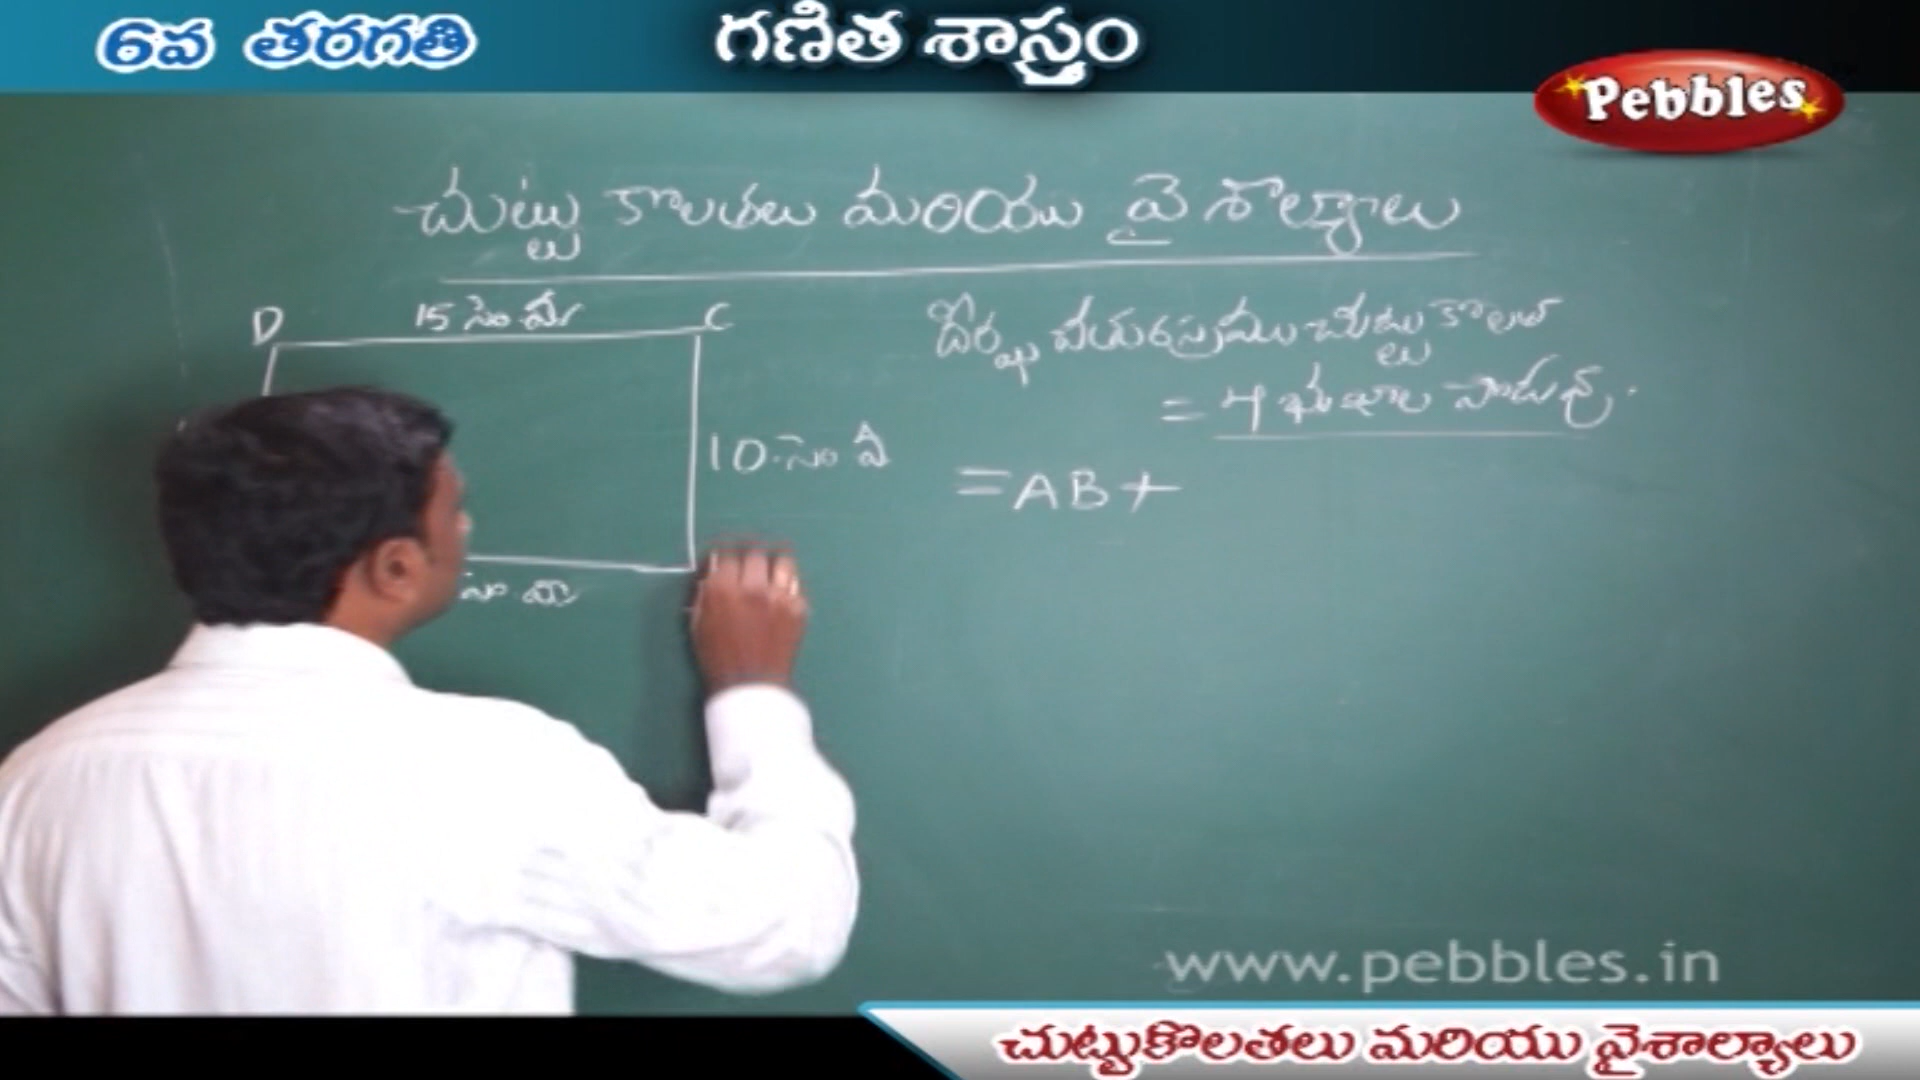 6వ తరగతి
గణిత శాస్త్రం
Pebbles
చుట్టు కొలతలు మరియు వైశాల్యాలు
D 15 సెం.మీ C
దీర్ఘ చతురస్రము చుట్టు కొలత
= 4 భుజాల పొడవు.
10 సెం మీ
= AB +
సెం.మీ
www.pebbles.in
చుట్టుకొలతలు మరియు వైశాల్యాలు